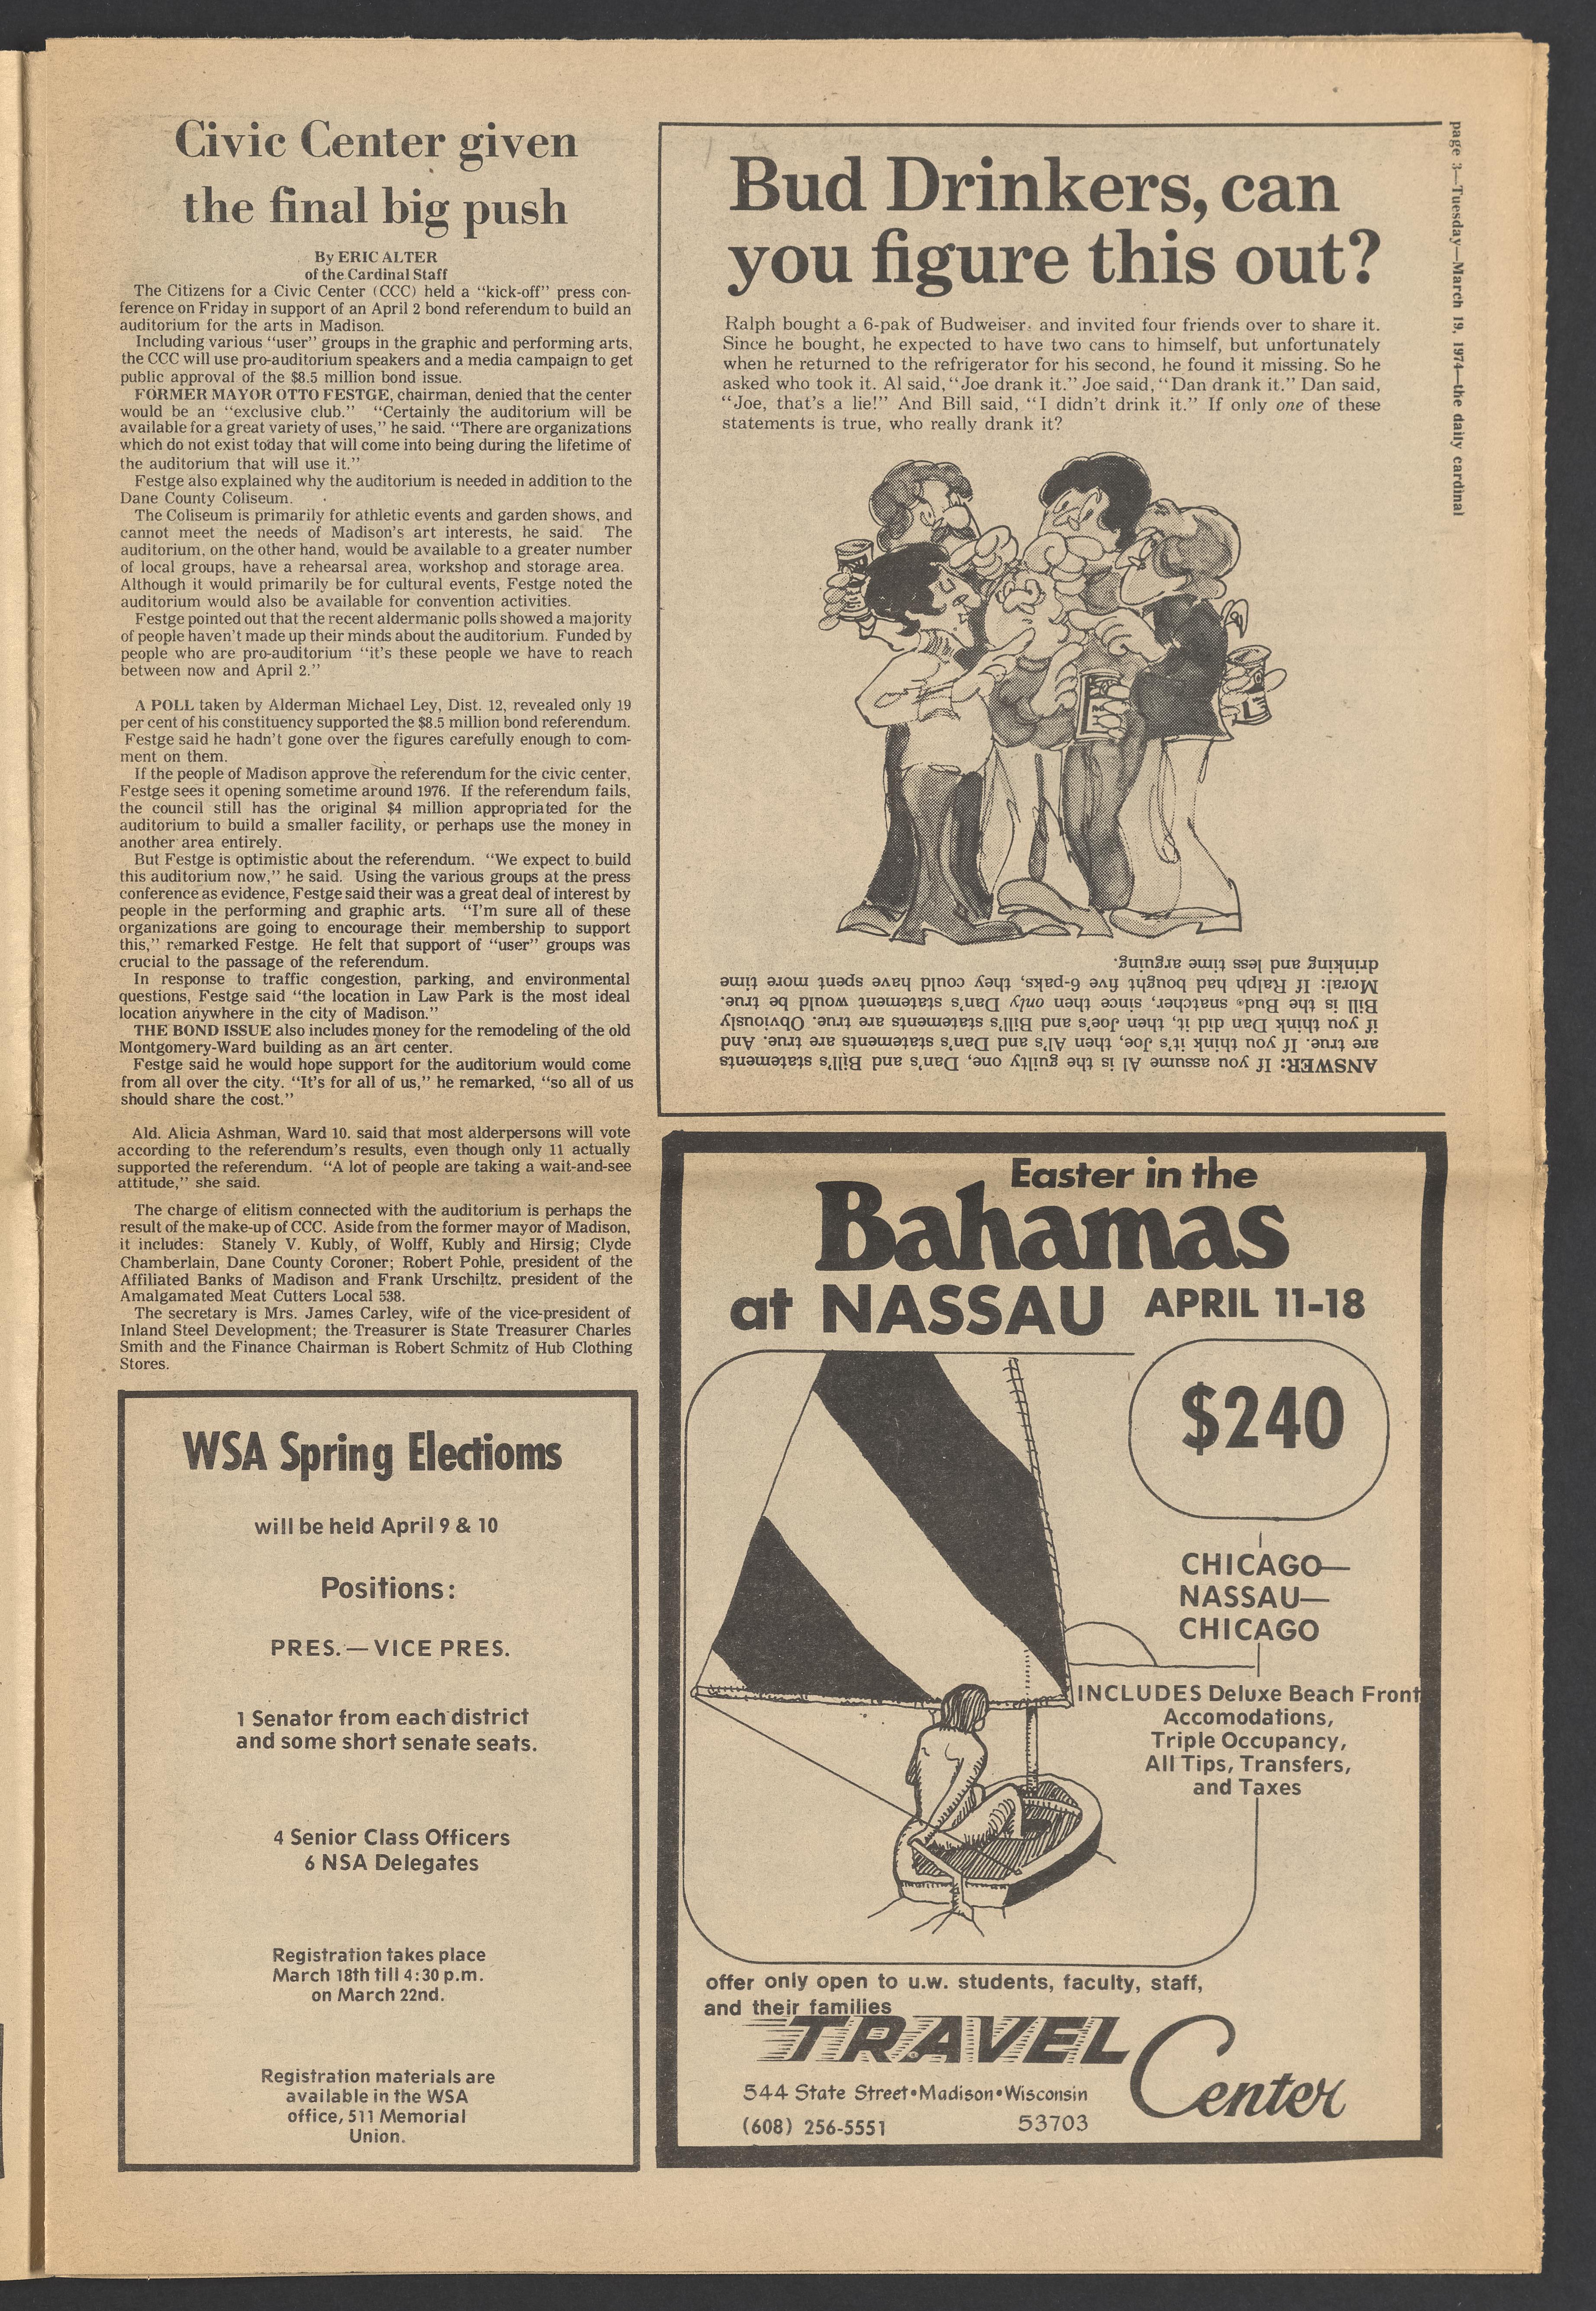 Civic Center given
the final big push
By ERIC ALTER
of the Cardinal Staff
The Citizens for a Civic Center (CCC) held a “kick-off” press con-
ference on Friday in support of an April 2 bond referendum to build an
auditorium for the arts in Madison.
Including various “user” groups in the graphic and performing arts,
the CCC will use pro-auditorium speakers and a media campaign to get
public approval of the $8.5 million bond issue.
FORMER MAYOR OTTO FESTGE, chairman, denied that the center
would be an “exclusive club.” “Certainly the auditorium will be
available for a great variety of uses,” he said. “There are organizations
which do not exist today that will come into being during the lifetime of
the auditorium that will use it.”
Festge also explained why the auditorium is needed in addition to the
Dane County Coliseum.
The Coliseum is primarily for athletic events and garden shows, and
cannot meet the needs of Madison's art interests, he said. The
auditorium, on the other hand, would be available to a greater number
of local groups, have a rehearsal area, workshop and storage area.
Although it would primarily be for cultural events, Festge noted the
auditorium would also be available for convention activities.
Festge pointed out that the recent aldermanic polls showed a majority
of people haven't made up their minds about the auditorium. Funded by
people who are pro-auditorium “it's these people we have to reach
between now and April 2.”
A POLL taken by Alderman Michael Ley, Dist. 12, revealed only 19
per cent of his constituency supported the $8.5 million bond referendum.
Festge said he hadn't gone over the figures carefully enough to com-
ment on them.
If the people of Madison approve the referendum for the civic center,
Festge sees it opening sometime around 1976. If the referendum fails,
the council still has the original $4 million appropriated for the
auditorium to build a smaller facility, or perhaps use the money in
another area entirely.
But Festge is optimistic about the referendum. “We expect to build
this auditorium now,” he said. Using the various groups at the press
conference as evidence, Festge said their was a great deal of interest by
people in the performing and graphic arts. “I'm sure all of these
organizations are going to encourage their membership to support
this,” remarked Festge. He felt that support of “user” groups was
crucial to the passage of the referendum.
In response to traffic congestion, parking, and environmental
questions, Festge said “the location in Law Park is the most ideal
location anywhere in the city of Madison.”
THE BOND ISSUE also includes money for the remodeling of the old
Montgomery-Ward building as an art center.
Festge said he would hope support for the auditorium would come
from all over the city. “It's for all of us,” he remarked, “so all of us
should share the cost.”
Ald. Alicia Ashman, Ward 10. said that most alderpersons will vote
according to the referendum's results, even though only 11 actually
supported the referendum. “A lot of people are taking a wait-and-see
attitude,” she said.
The charge of elitism connected with the auditorium is perhaps the
result of the make-up of CCC. Aside from the former mayor of Madison,
it includes: Stanely V. Kubly, of Wolff, Kubly and Hirsig; Clyde
Chamberlain, Dane County Coroner; Robert Pohle, president of the
Affiliated Banks of Madison and Frank Urschiltz, president of the
Amalgamated Meat Cutters Local 538.
The secretary is Mrs. James Carley, wife of the vice-president of
Inland Steel Development; the Treasurer is State Treasurer Charles
Smith and the Finance Chairman is Robert Schmitz of Hub Clothing
Stores.
WSA Spring Electioms
will be held April 9 & 10
Positions:
PRES. — VICE PRES.
1 Senator from each district
and some short senate seats.
4 Senior Class Officers
6 NSA Delegates
Registration takes place
March 18th till 4:30 p.m.
on March 22nd.
Registration materials are
available in the WSA
office, 511 Memorial
Union.
Bud Drinkers, can
you figure this out?
Ralph bought a 6-pak of Budweiser® and invited four friends over to share it.
Since he bought, he expected to have two cans to himself, but unfortunately
when he returned to the refrigerator for his second, he found it missing. So he
asked who took it. Al said, “Joe drank it.” Joe said, “Dan drank it.” Dan said,
“Joe, that's a lie!” And Bill said, “I didn't drink it.” If only one of these
statements is true, who really drank it?
ANSWER: If you assume Al is the guilty one, Dan's and Bill's statements
are true. If you think it's Joe, then Al's and Dan's statements are true. And
if you think Dan did it, then Joe's and Bill's statements are true. Obviously
Bill is the Bud® snatcher, since then only Dan's statement would be true.
Moral: If Ralph had bought five 6-paks, they could have spent more time
drinking and less time arguing.
page 3—Tuesday—March 19, 1974—the daily cardinal
Easter in the
Bahamas
at NASSAU APRIL 11-18
$240
CHICAGO—
NASSAU—
CHICAGO
INCLUDES Deluxe Beach Front
Accomodations,
Triple Occupancy,
All Tips, Transfers,
and Taxes
offer only open to u.w. students, faculty, staff,
and their families
TRAVEL Center
544 State Street•Madison•Wisconsin
(608) 256-5551 53703